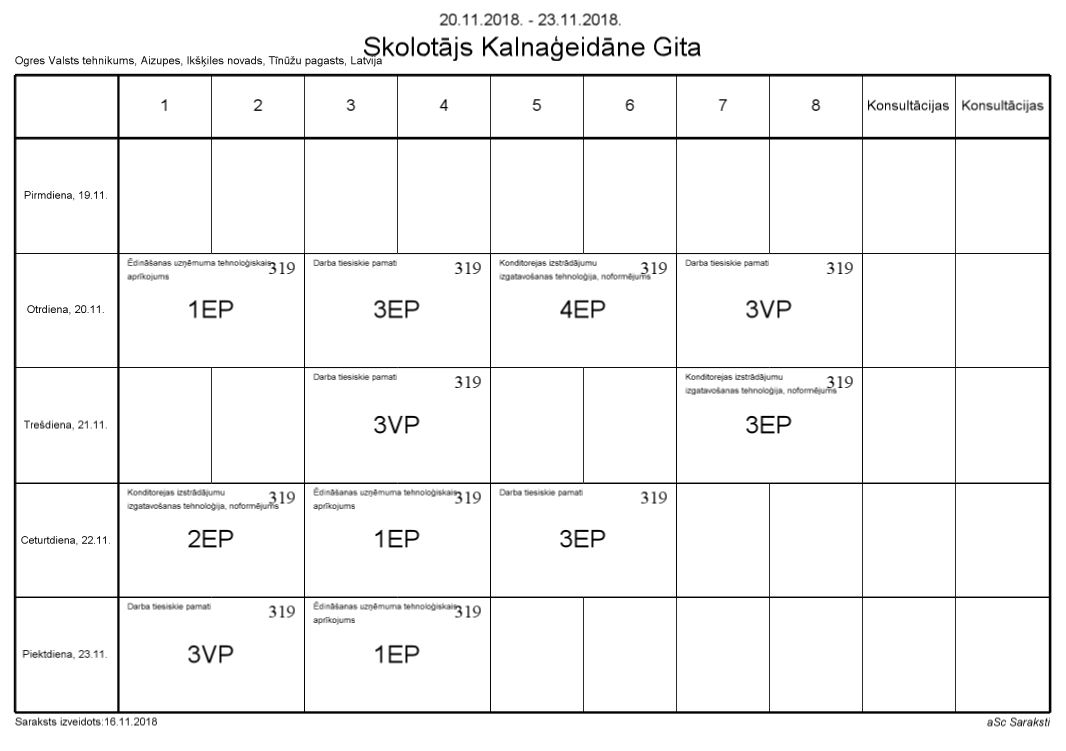 20.11.2018. - 23.11.2018.
Skolotājs Kalnaģeidāne Gita
Ogres Valsts tehnikums, Aizupes, Ikšķiles novads, Tīnūžu pagasts, Latvija
1 2 3 4 5 6 7 8 Konsultācijas Konsultācijas
Pirmdiena, 19.11.
Otrdiena, 20.11.
Ēdināšanas uzņēmuma tehnoloģiskais
aprīkojums
319
1EP
Darba tiesiskie pamati
319
3EP
Konditorejas izstrādājumu
izgatavošanas tehnoloģija, noformējums
319
4EP
Darba tiesiskie pamati
319
3VP
Trešdiena, 21.11.
Darba tiesiskie pamati
319
3VP
Konditorejas izstrādājumu
izgatavošanas tehnoloģija, noformējums
319
3EP
Ceturtdiena, 22.11.
Konditorejas izstrādājumu
izgatavošanas tehnoloģija, noformējums
319
2EP
Ēdināšanas uzņēmuma tehnoloģiskais
aprīkojums
319
1EP
Darba tiesiskie pamati
319
3EP
Piektdiena, 23.11.
Darba tiesiskie pamati
319
3VP
Ēdināšanas uzņēmuma tehnoloģiskais
aprīkojums
319
1EP
Saraksts izveidots:16.11.2018
aSc Saraksti